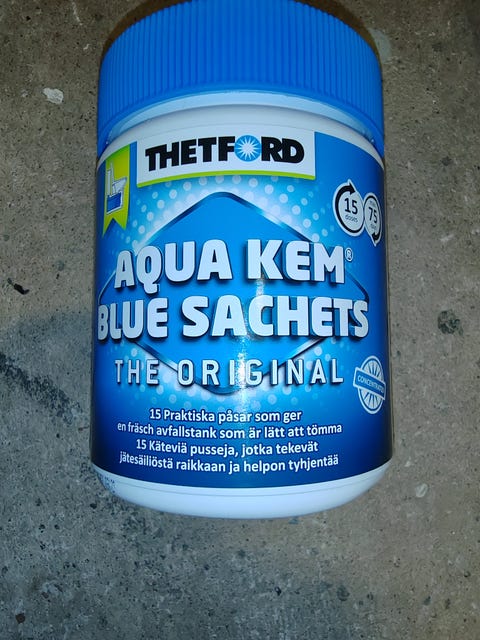 THETFORD
15
doses
75
AQUA KEM®
BLUE SACHETS
THE ORIGINAL
CONCENTRATED
15 Praktiska påsar som ger
en fräsch avfallstank som är lätt att tömma
15 Käteviä pusseja, jotka tekevät
jätesäiliöstä raikkaan ja helpon tyhjentää